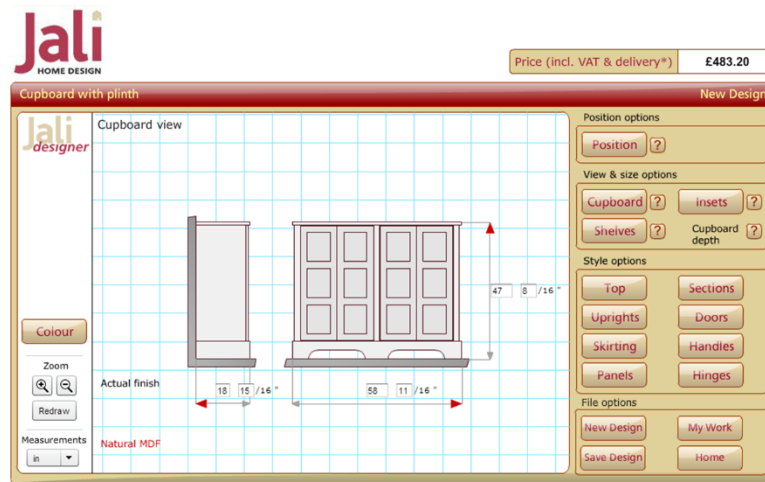 Jali
HOME DESIGN
Price (incl. VAT & delivery*) £483.20
Cupboard with plinth
New Design
Jali
designer
Cupboard view
Position options
Position ?
View & size options
Cupboard ? Insets ?
Shelves ? Cupboard depth ?
Style options
Top Sections
Uprights Doors
Skirting Handles
Panels Hinges
File options
New Design My Work
Save Design Home
47 8 /16 "
Colour
Zoom
Redraw
Measurements
in
Actual finish
18 15 /16 "
58 11 /16 "
Natural MDF